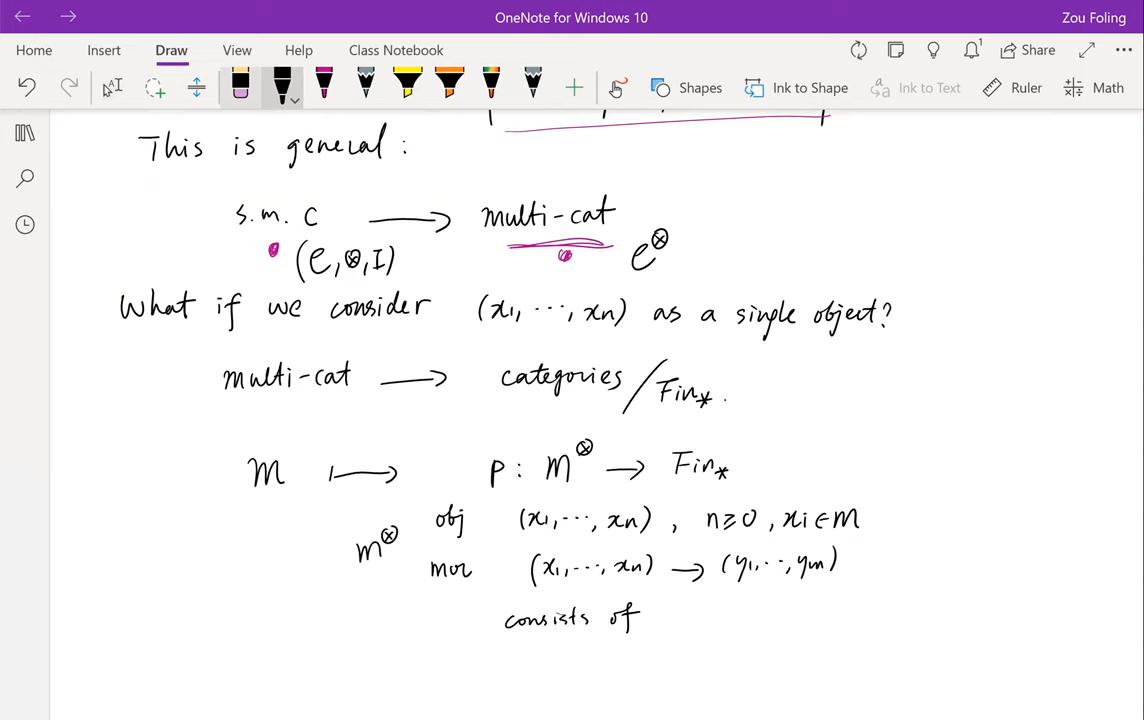 OneNote for Windows 10
Zou Foling
Home Insert Draw View Help Class Notebook
1 Share
Shapes Ink to Shape Ink to Text Ruler Math
This is general :
s.m. c ⟶ multi-cat
(C, ⊗, I) C^⊗
What if we consider (x1, ⋯, xn) as a single object?
multi-cat ⟶ categories / Fin* .
M ⟼ p : M^⊗ → Fin*
M^⊗ obj (x1, ⋯, xn) , n ≥ 0 , xi ∈ M
mor (x1, ⋯, xn) → (y1, ⋯, ym)
consists of